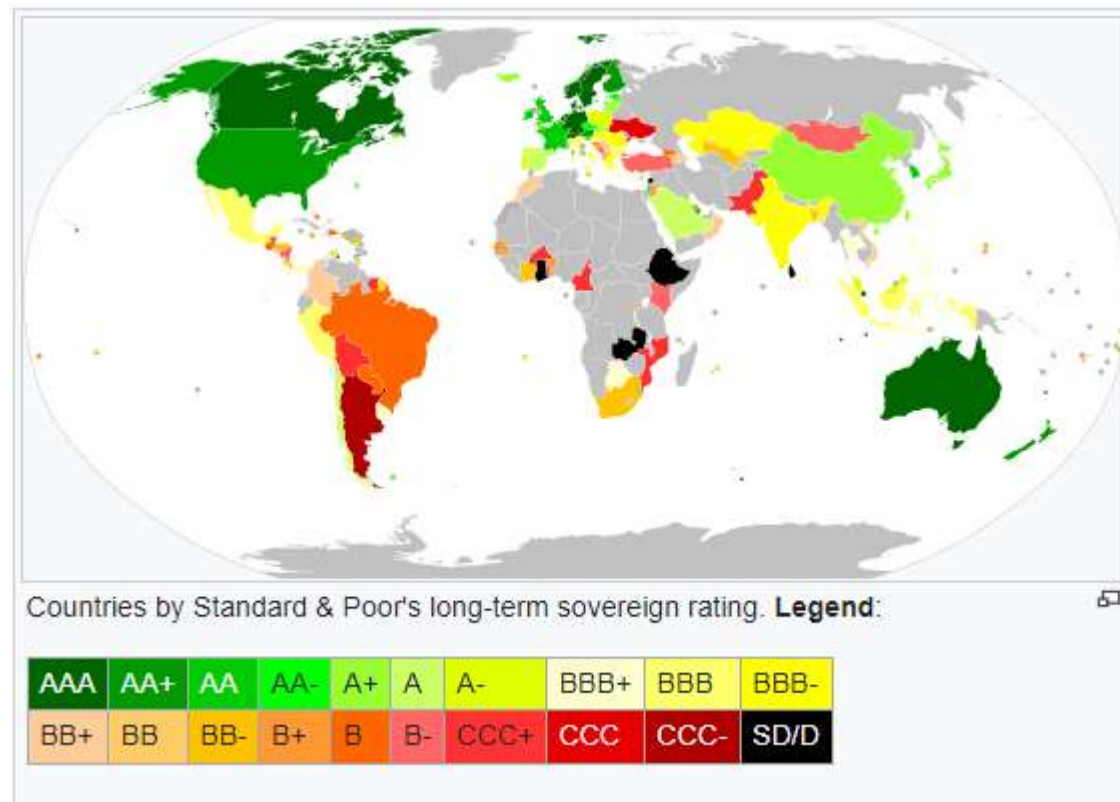 Countries by Standard & Poor's long-term sovereign rating. Legend:
AAA AA+ AA AA- A+ A A- BBB+ BBB BBB-
BB+ BB BB- B+ B B- CCC+ CCC CCC- SD/D